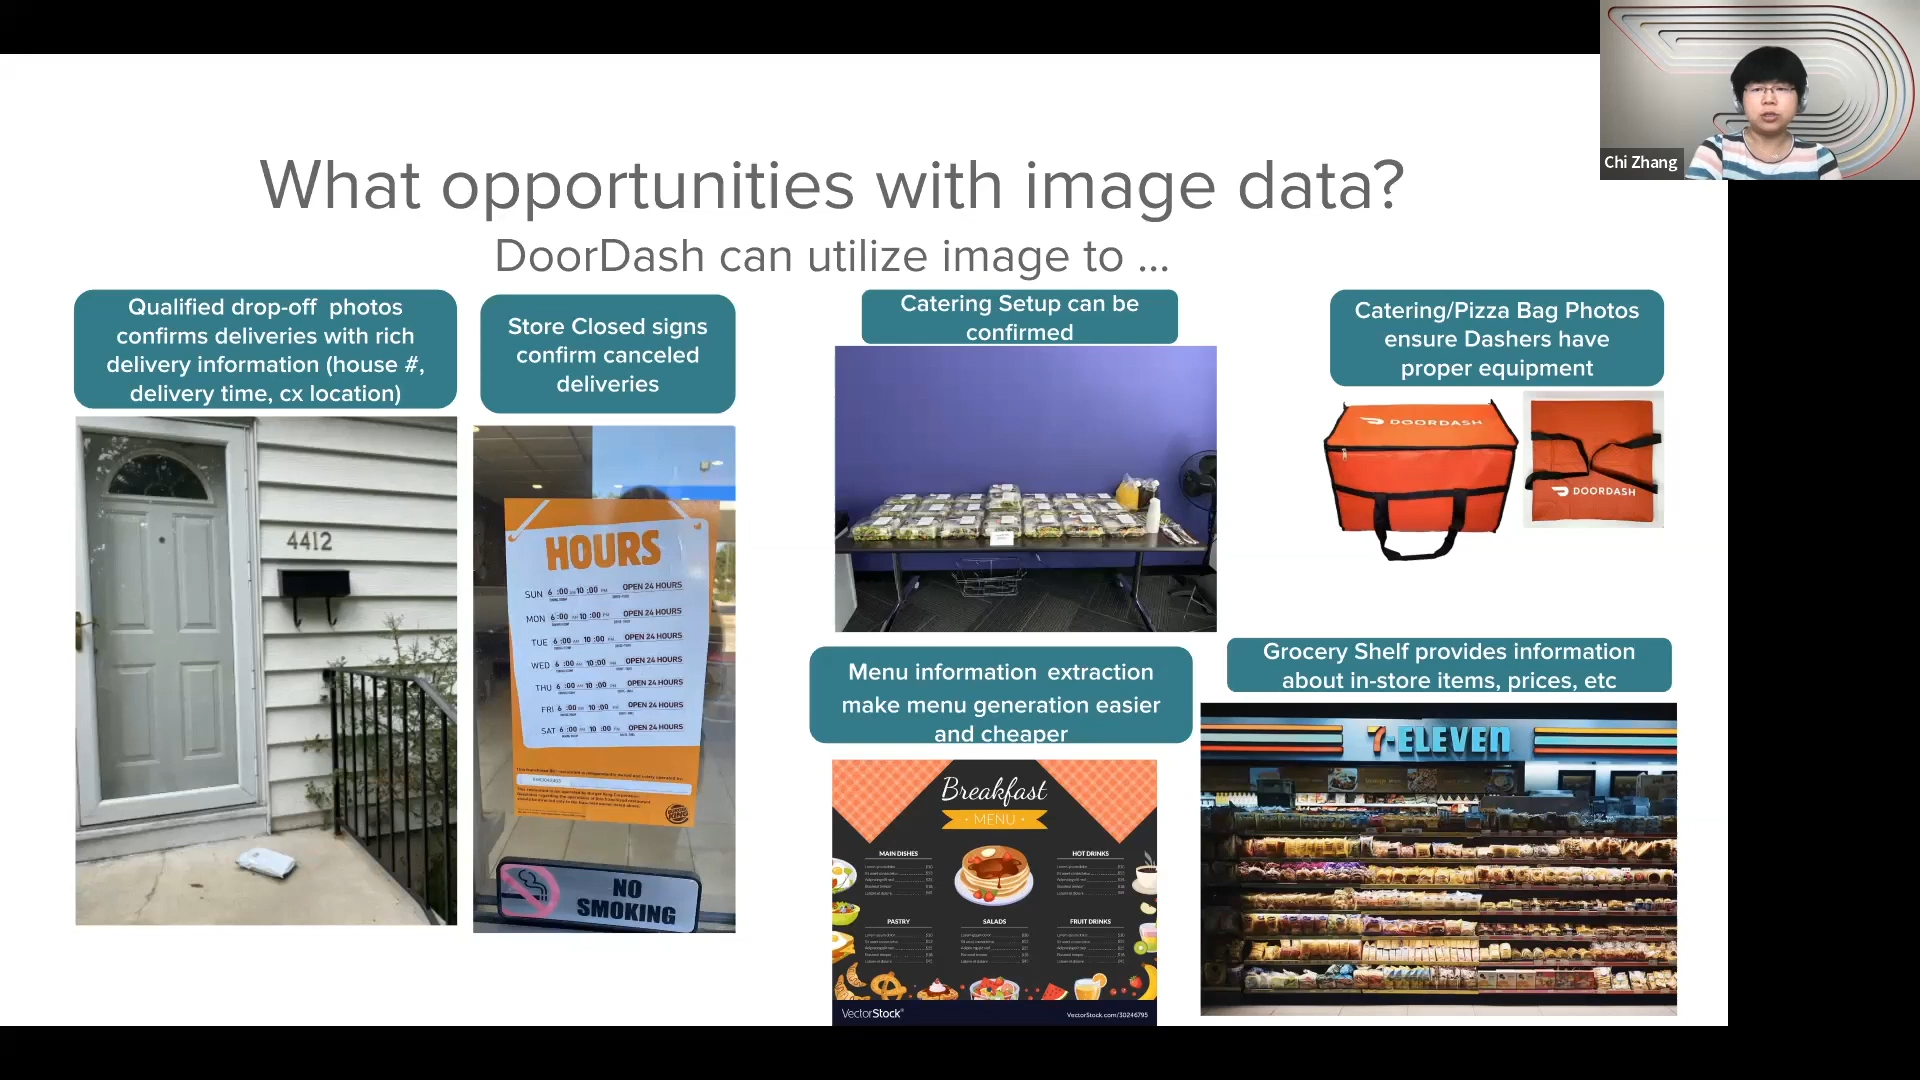 Chi Zhang
What opportunities with image data?
DoorDash can utilize image to ...
Qualified drop-off photos
confirms deliveries with rich
delivery information (house #,
delivery time, cx location)
4412
Store Closed signs
confirm canceled
deliveries
HOURS
SUN 6:00 AM 10:00 PM OPEN 24 HOURS
MON 6:00 AM 10:00 PM OPEN 24 HOURS
TUE 6:00 AM 10:00 PM OPEN 24 HOURS
WED 6:00 AM 10:00 PM OPEN 24 HOURS
THU 6:00 AM 10:00 PM OPEN 24 HOURS
FRI 6:00 AM 10:00 PM OPEN 24 HOURS
SAT 6:00 AM 10:00 PM OPEN 24 HOURS
BURGER
KING
NO
SMOKING
Catering Setup can be
confirmed
Menu information extraction
make menu generation easier
and cheaper
Breakfast
• MENU •
MAIN DISHES
HOT DRINKS
PASTRY
SALADS
FRUIT DRINKS
VectorStock®
VectorStock.com/30246795
Catering/Pizza Bag Photos
ensure Dashers have
proper equipment
DOORDASH
DOORDASH
Grocery Shelf provides information
about in-store items, prices, etc
7-ELEVEN